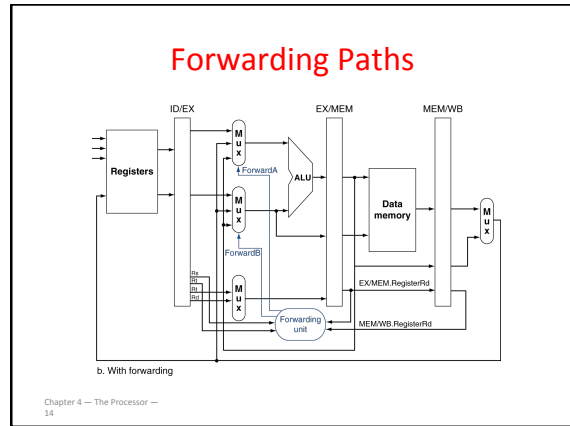 Forwarding Paths
ID/EX
EX/MEM
MEM/WB
Registers
M
u
x
ForwardA
ALU
M
u
x
ForwardB
Data
memory
M
u
x
Rs
Rt
Rt
Rd
M
u
x
EX/MEM.RegisterRd
Forwarding
unit
MEM/WB.RegisterRd
b. With forwarding
Chapter 4 — The Processor —
14